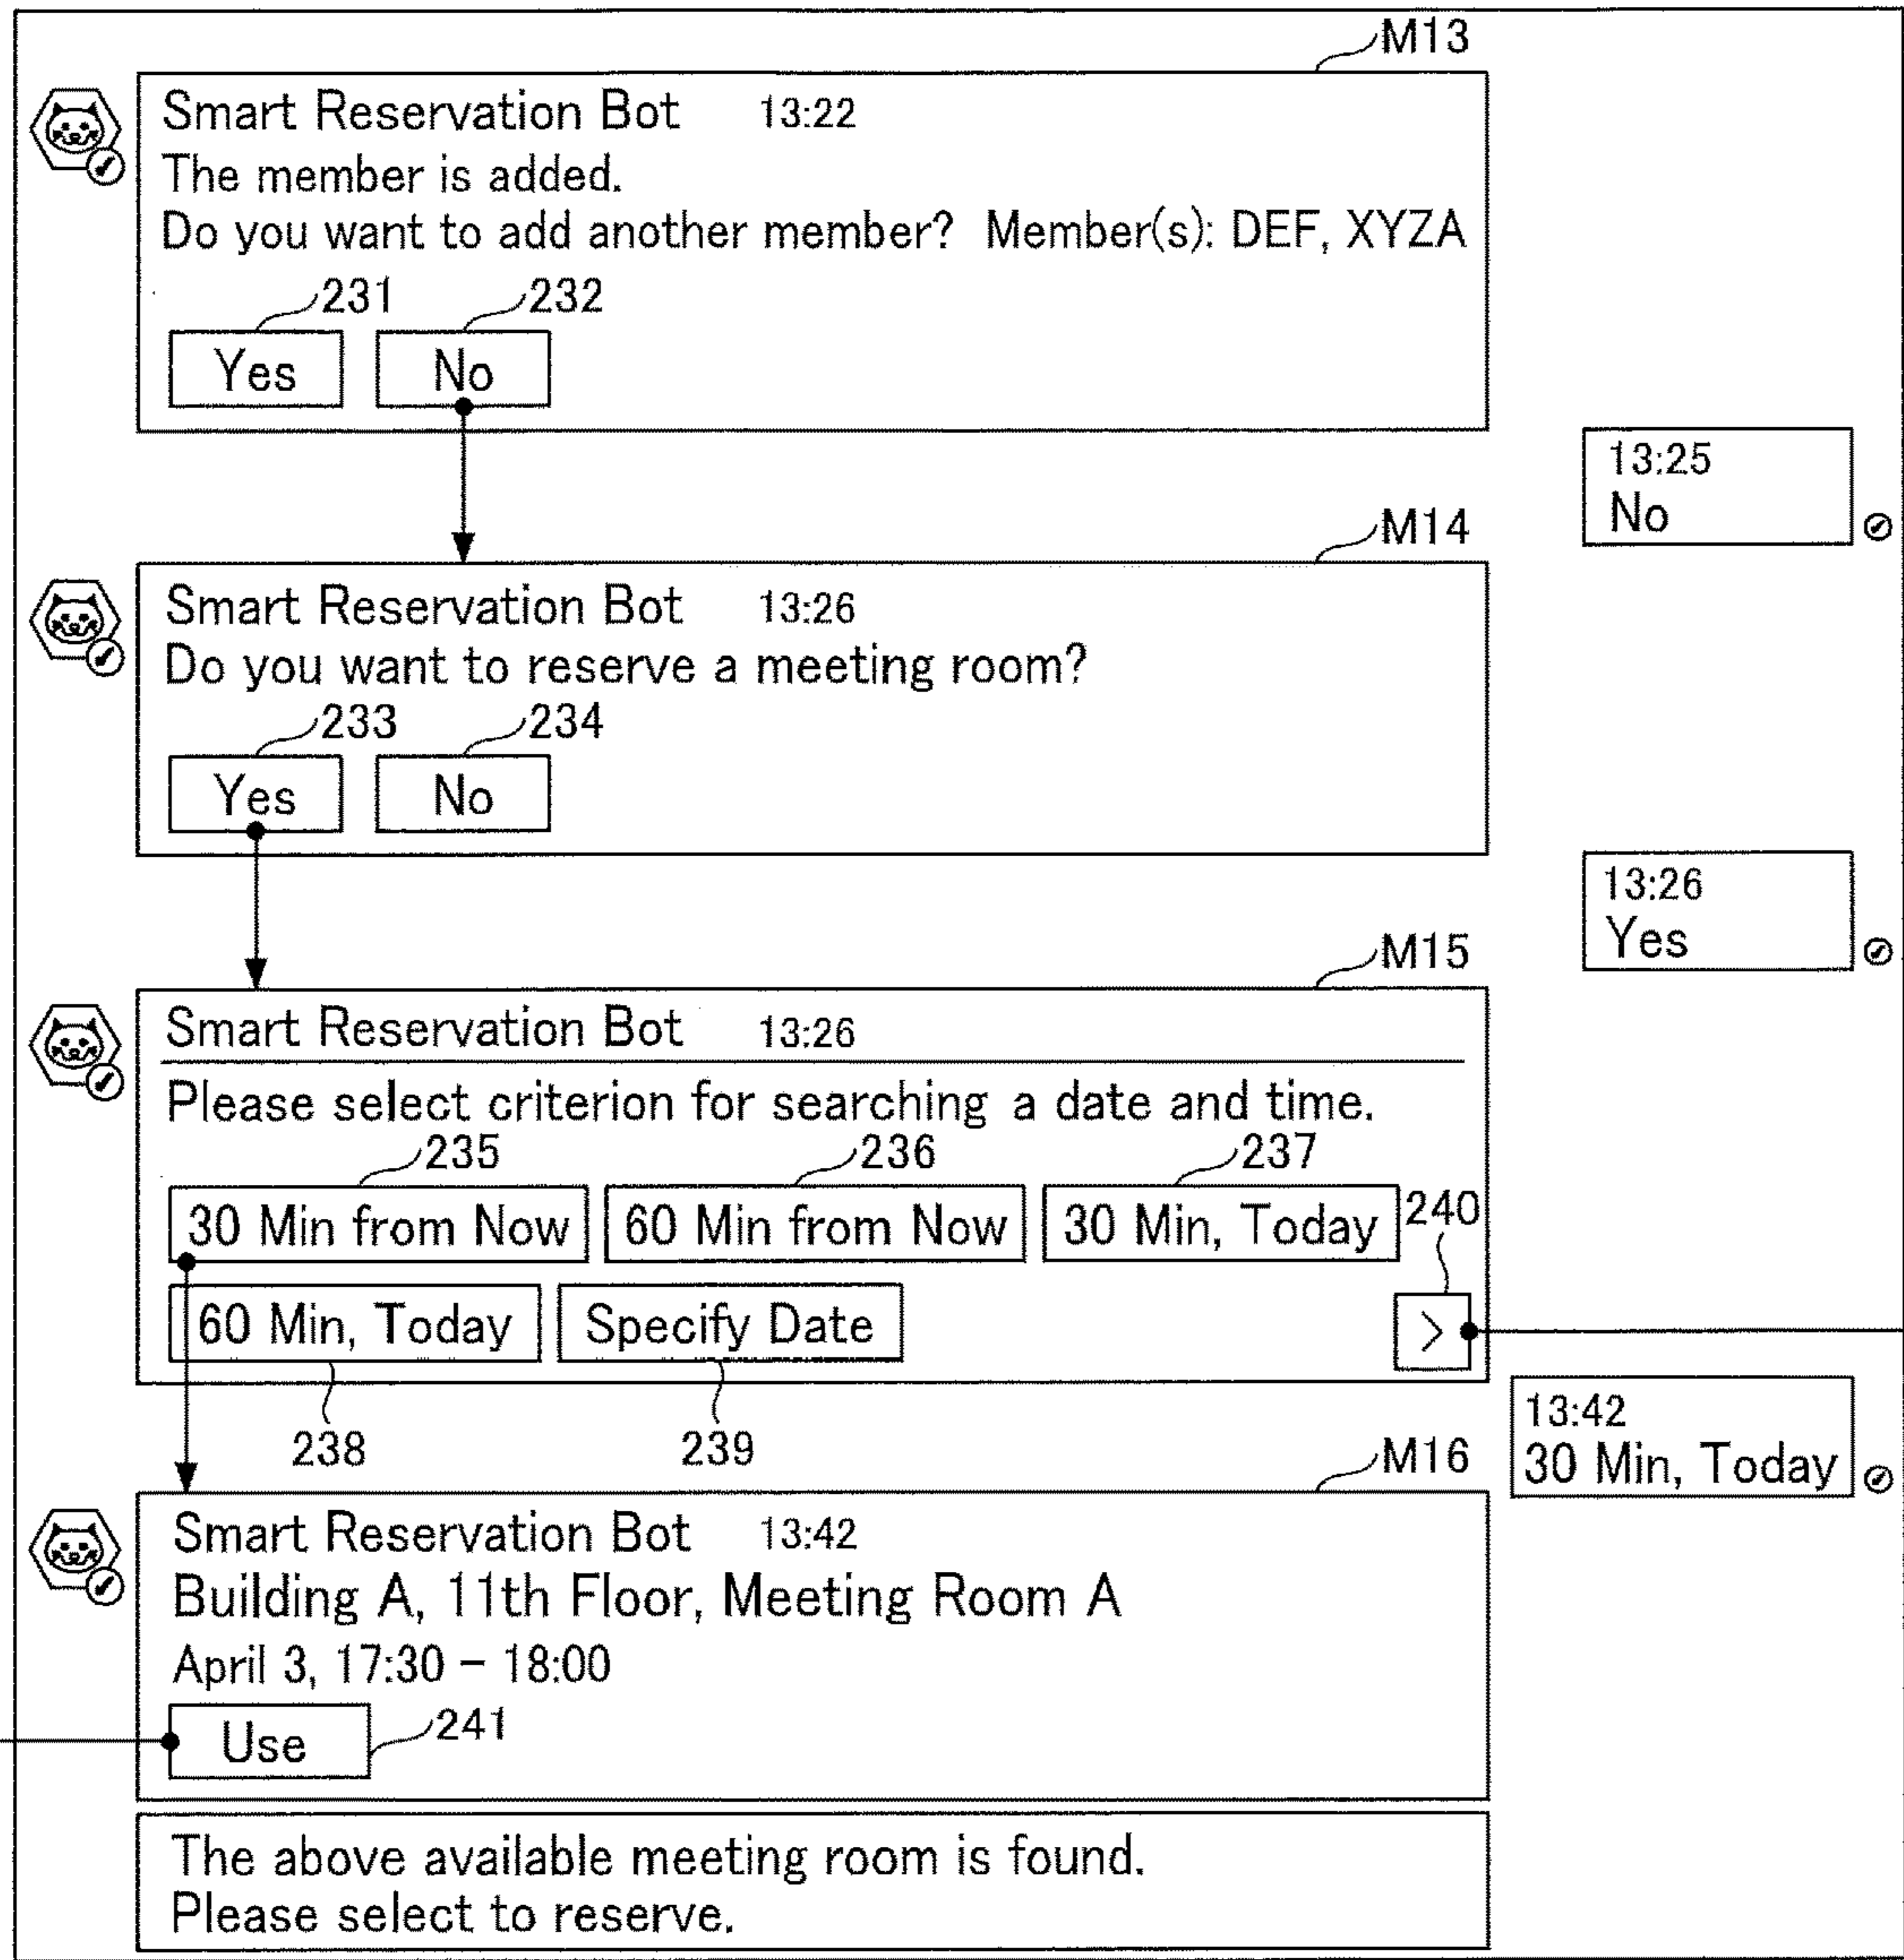 M13
Smart Reservation Bot 13:22
The member is added.
Do you want to add another member? Member(s): DEF, XYZA
231 232
Yes No
13:25
No
M14
Smart Reservation Bot 13:26
Do you want to reserve a meeting room?
233 234
Yes No
13:26
Yes
M15
Smart Reservation Bot 13:26
Please select criterion for searching a date and time.
235 236 237
30 Min from Now 60 Min from Now 30 Min, Today 240
60 Min, Today Specify Date >
238 239
13:42
30 Min, Today
M16
Smart Reservation Bot 13:42
Building A, 11th Floor, Meeting Room A
April 3, 17:30 – 18:00
Use 241
The above available meeting room is found.
Please select to reserve.